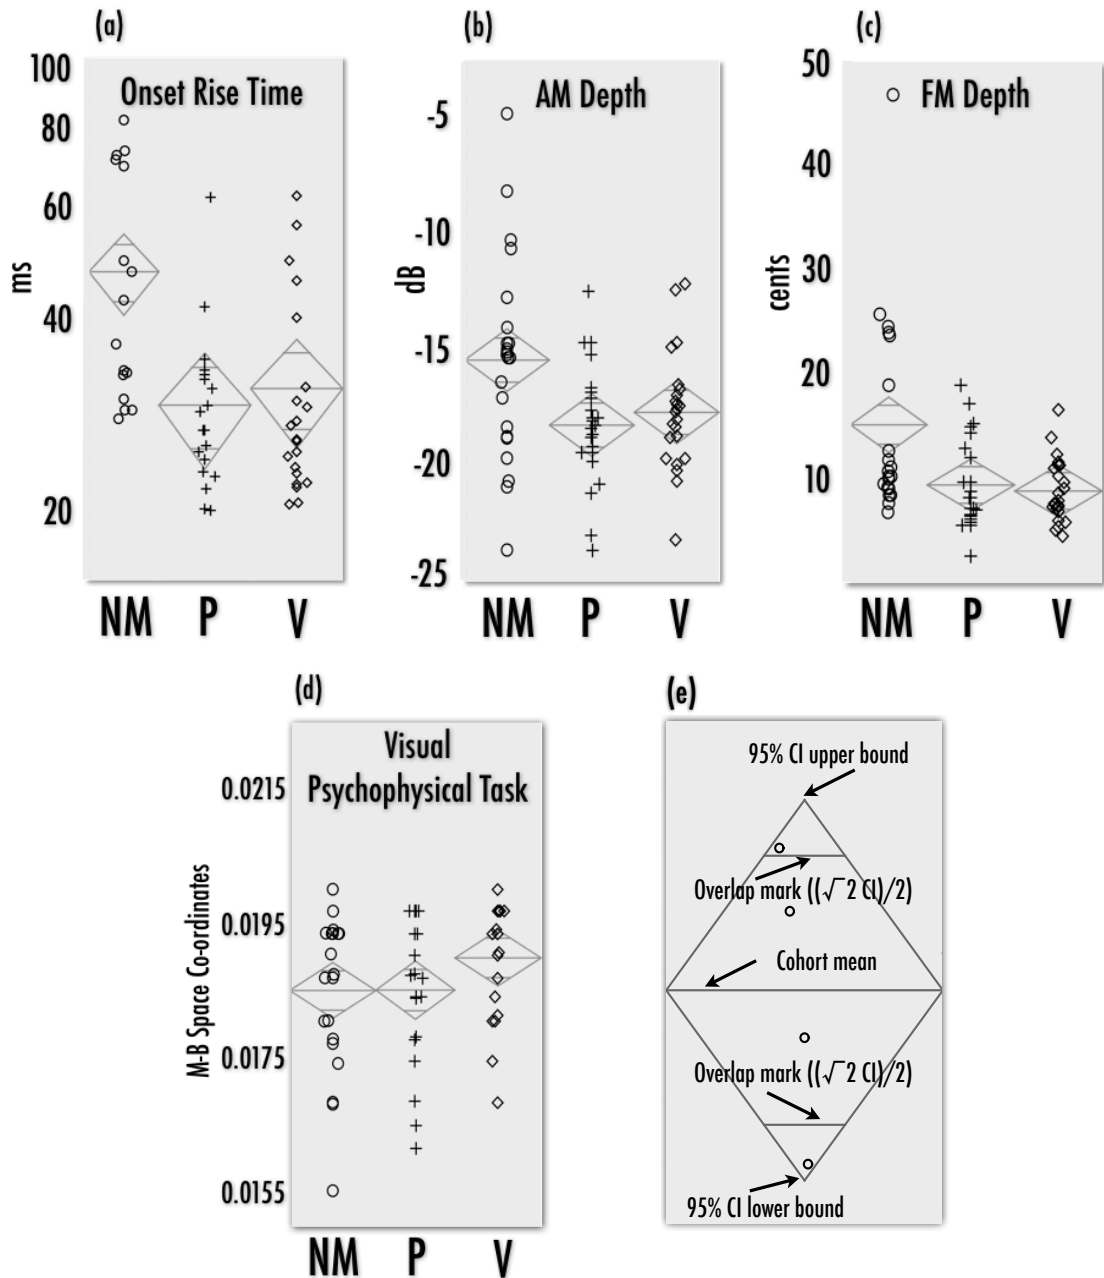 (a)
Onset Rise Time
100
80
60
40
20
ms
NM P V
(b)
AM Depth
-5
-10
-15
-20
-25
dB
NM P V
(c)
FM Depth
50
40
30
20
10
cents
NM P V
(d)
Visual
Psychophysical Task
0.0215
0.0195
0.0175
0.0155
M-B Space Co-ordinates
NM P V
(e)
95% CI upper bound
Overlap mark ((√2 CI)/2)
Cohort mean
Overlap mark ((√2 CI)/2)
95% CI lower bound